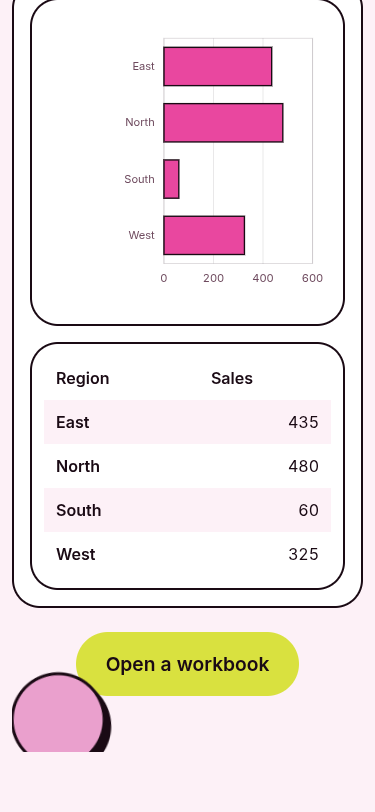 East
North
South
West
0 200 400 600
Region Sales
East 435
North 480
South 60
West 325
Open a workbook